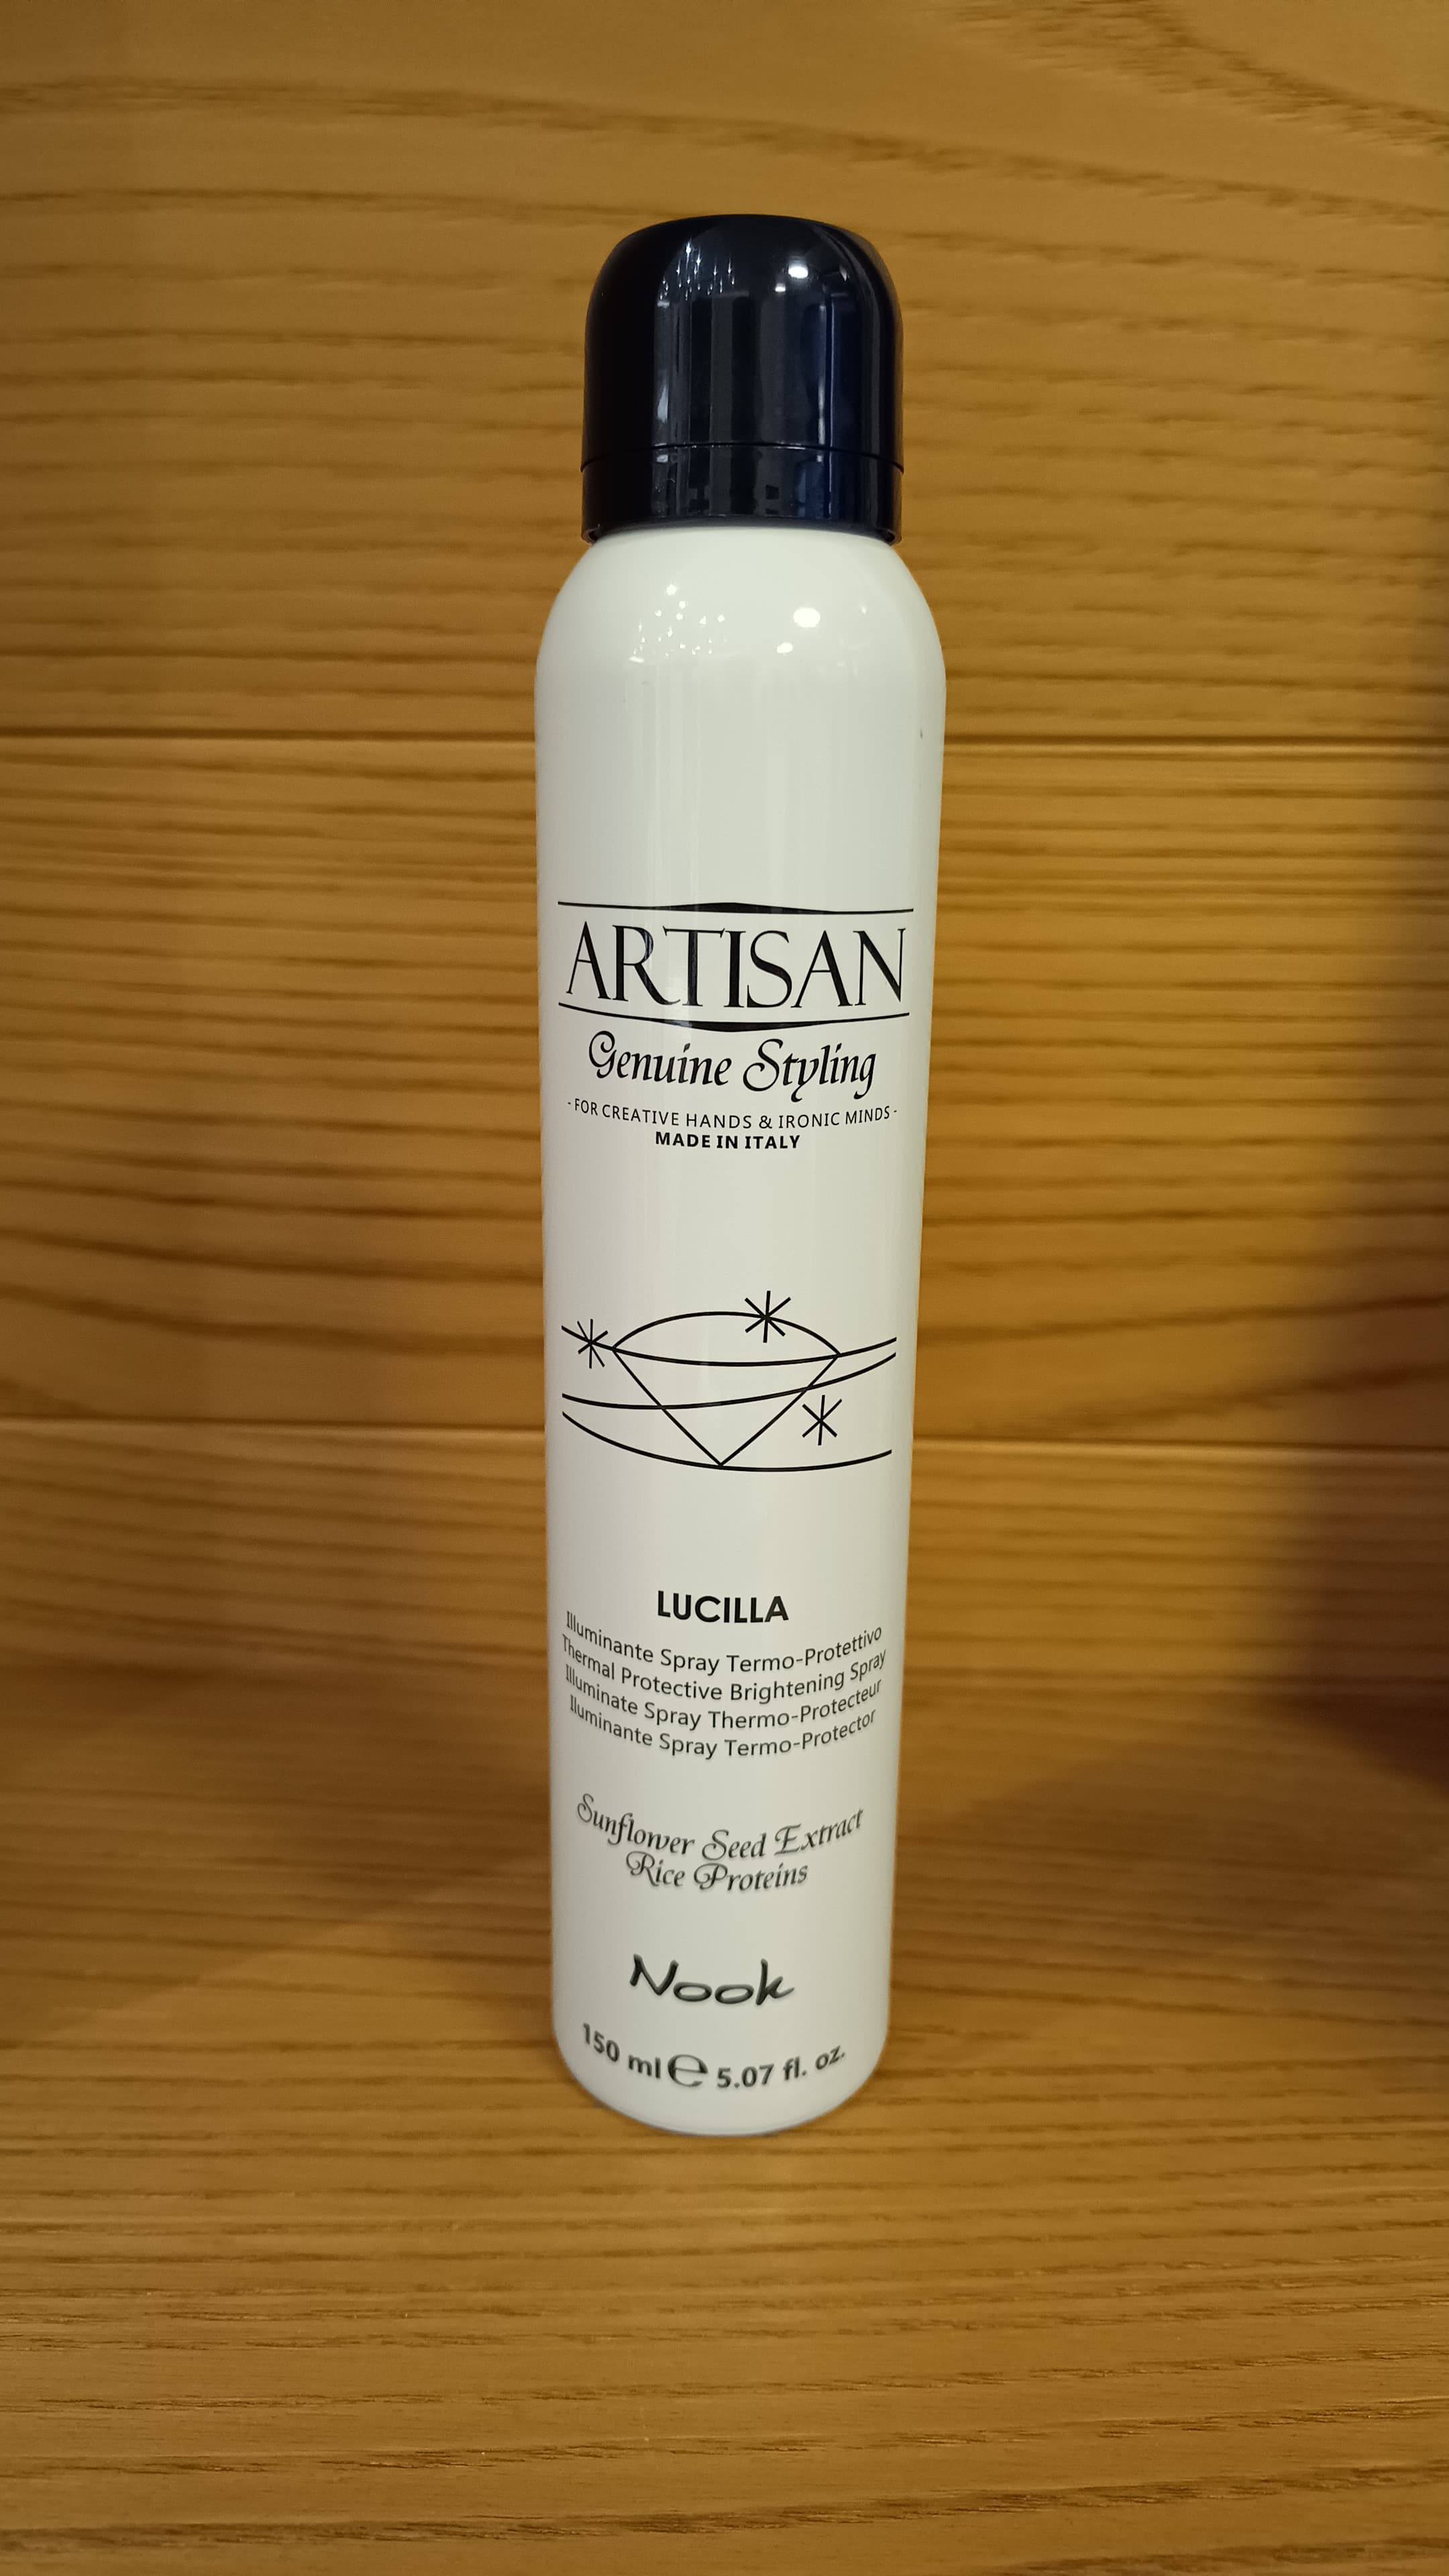 ARTISAN
Genuine Styling
- FOR CREATIVE HANDS & IRONIC MINDS -
MADE IN ITALY
LUCILLA
Illuminante Spray Termo-Protettivo
Thermal Protective Brightening Spray
Illuminate Spray Thermo-Protecteur
Iluminante Spray Termo-Protector
Sunflower Seed Extract
Rice Proteins
Nook
150 ml ℮ 5.07 fl. oz.